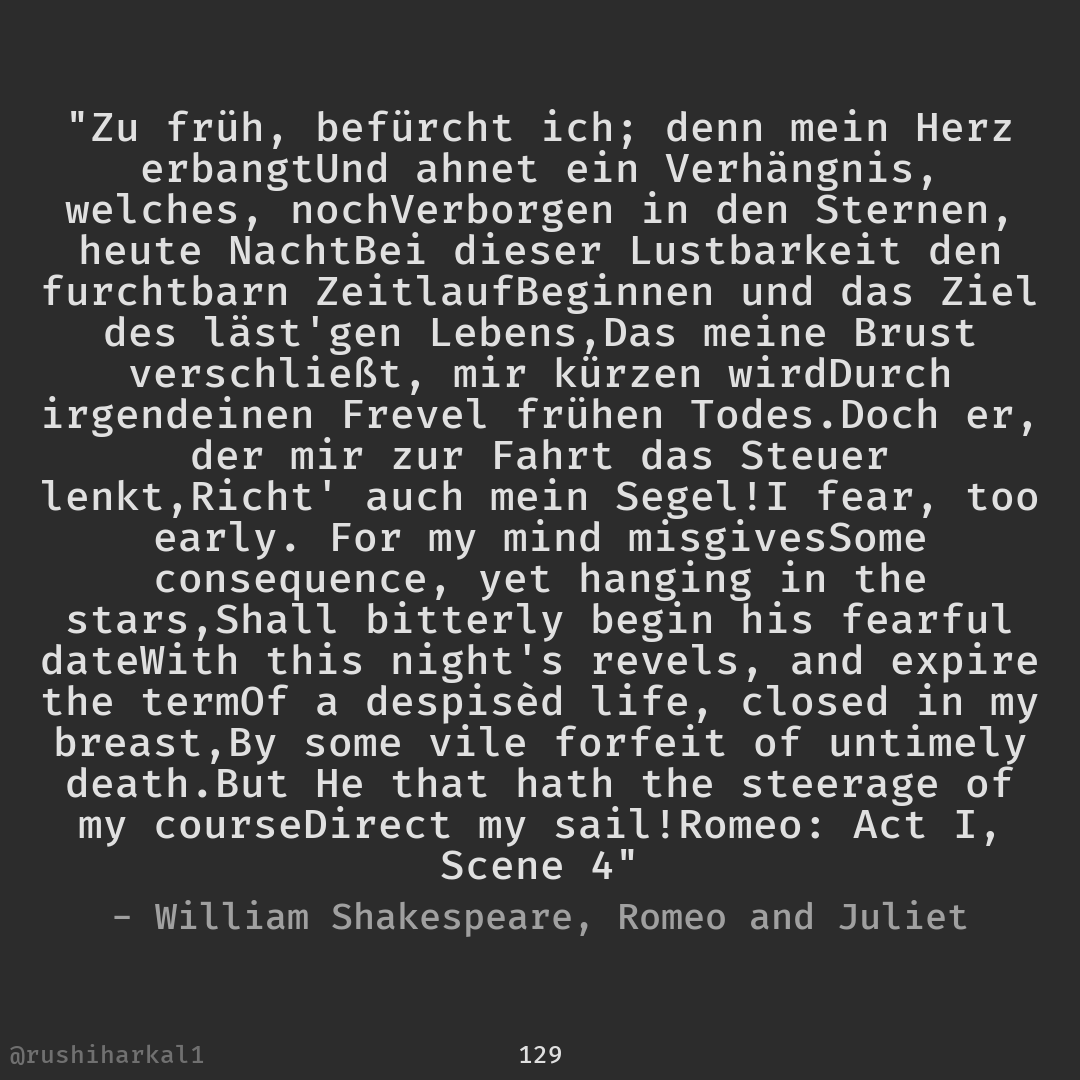 "Zu früh, befürcht ich; denn mein Herz
erbangtUnd ahnet ein Verhängnis,
welches, nochVerborgen in den Sternen,
heute NachtBei dieser Lustbarkeit den
furchtbarn ZeitlaufBeginnen und das Ziel
des läst'gen Lebens,Das meine Brust
verschließt, mir kürzen wirdDurch
irgendeinen Frevel frühen Todes.Doch er,
der mir zur Fahrt das Steuer
lenkt,Richt' auch mein Segel!I fear, too
early. For my mind misgivesSome
consequence, yet hanging in the
stars,Shall bitterly begin his fearful
dateWith this night's revels, and expire
the termOf a despisèd life, closed in my
breast,By some vile forfeit of untimely
death.But He that hath the steerage of
my courseDirect my sail!Romeo: Act I,
Scene 4"
– William Shakespeare, Romeo and Juliet
@rushiharkal1
129